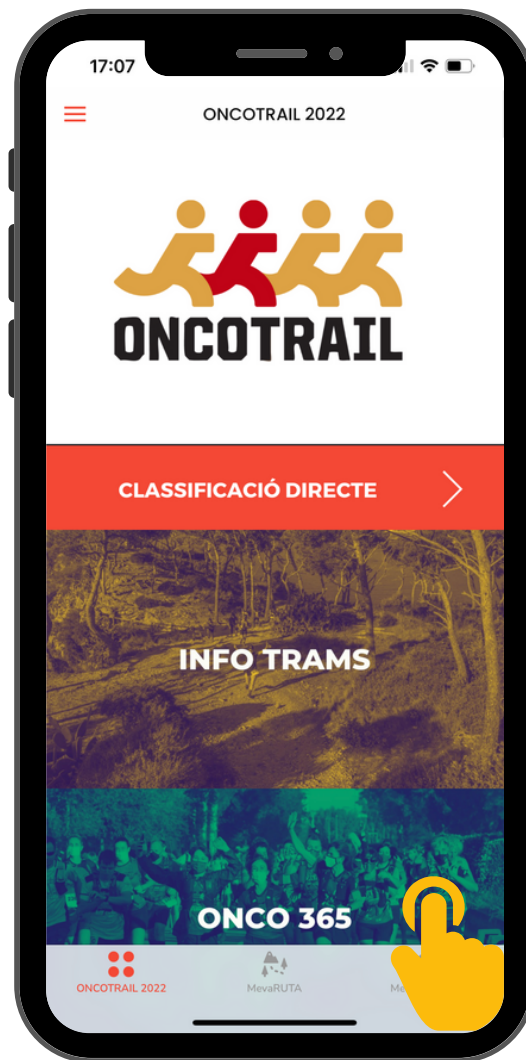 17:07
ONCOTRAIL 2022
ONCOTRAIL
CLASSIFICACIÓ DIRECTE
INFO TRAMS
ONCO 365
ONCOTRAIL 2022
MevaRUTA